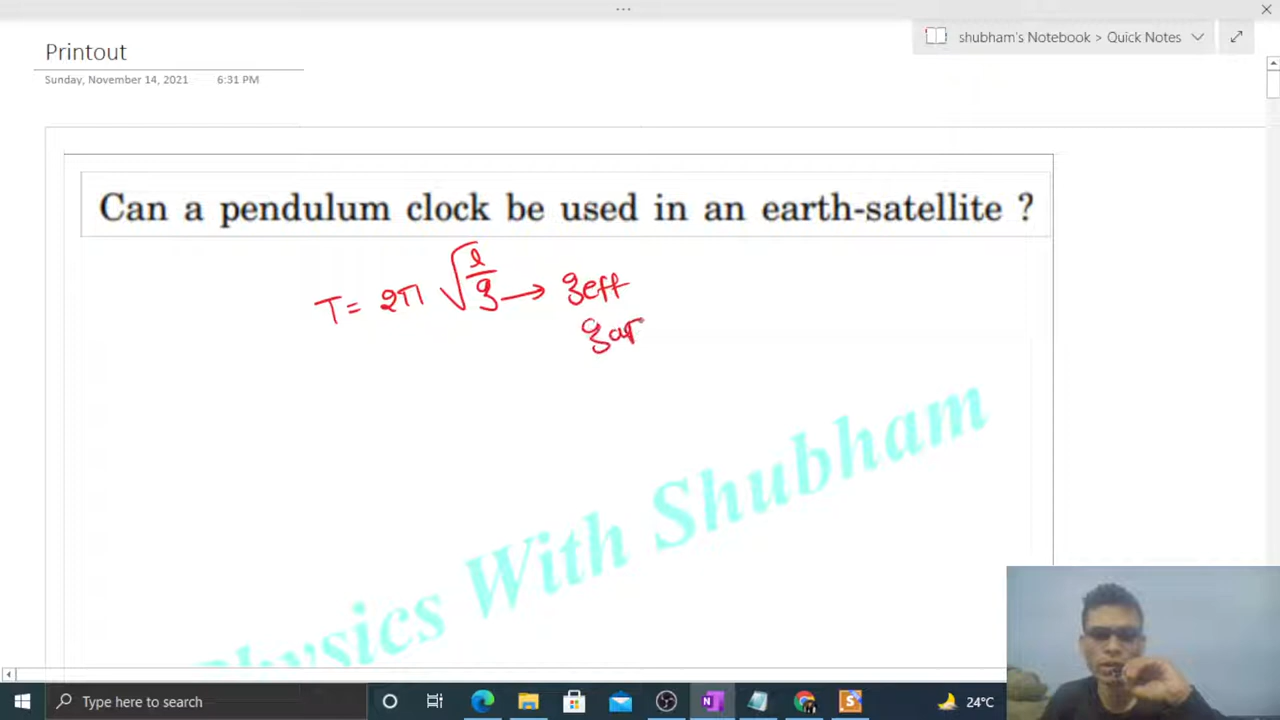 Printout
shubham's Notebook > Quick Notes
Sunday, November 14, 2021 6:31 PM
Can a pendulum clock be used in an earth-satellite ?
T = 2π √(l/g) → geff
gar
Physics With Shubham
Type here to search
24°C